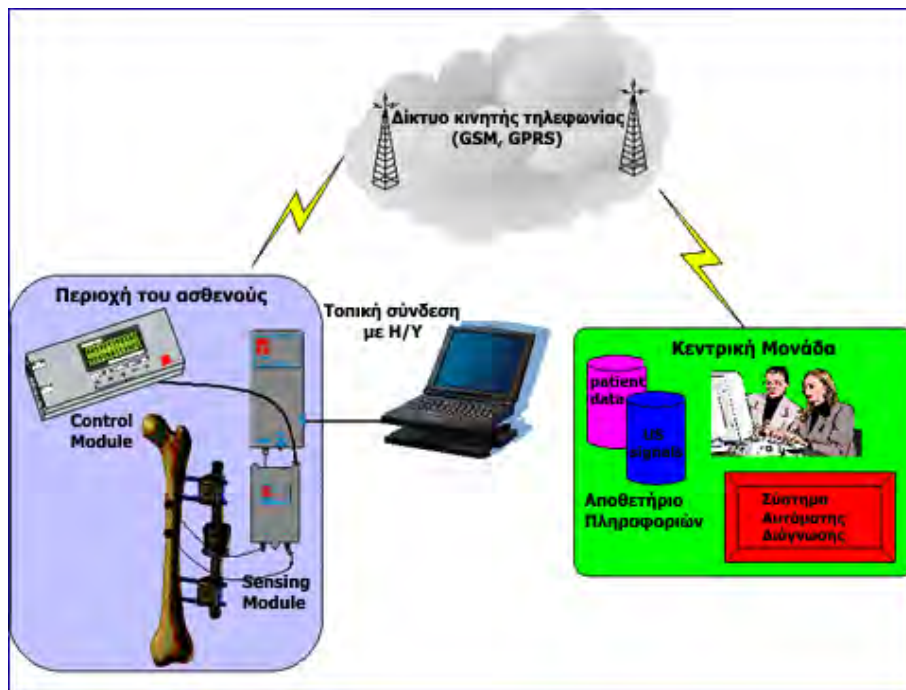 Δίκτυο κινητής τηλεφωνίας
(GSM, GPRS)
Περιοχή του ασθενούς
Control
Module
Sensing
Module
Τοπική σύνδεση
με Η/Υ
Κεντρική Μονάδα
patient
data
US
signals
Αποθετήριο
Πληροφοριών
Σύστημα
Αυτόματης
Διάγνωσης